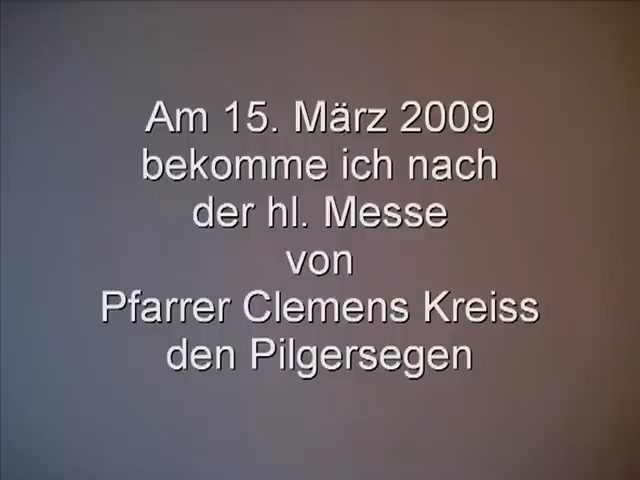 Am 15. März 2009
bekomme ich nach
der hl. Messe
von
Pfarrer Clemens Kreiss
den Pilgersegen